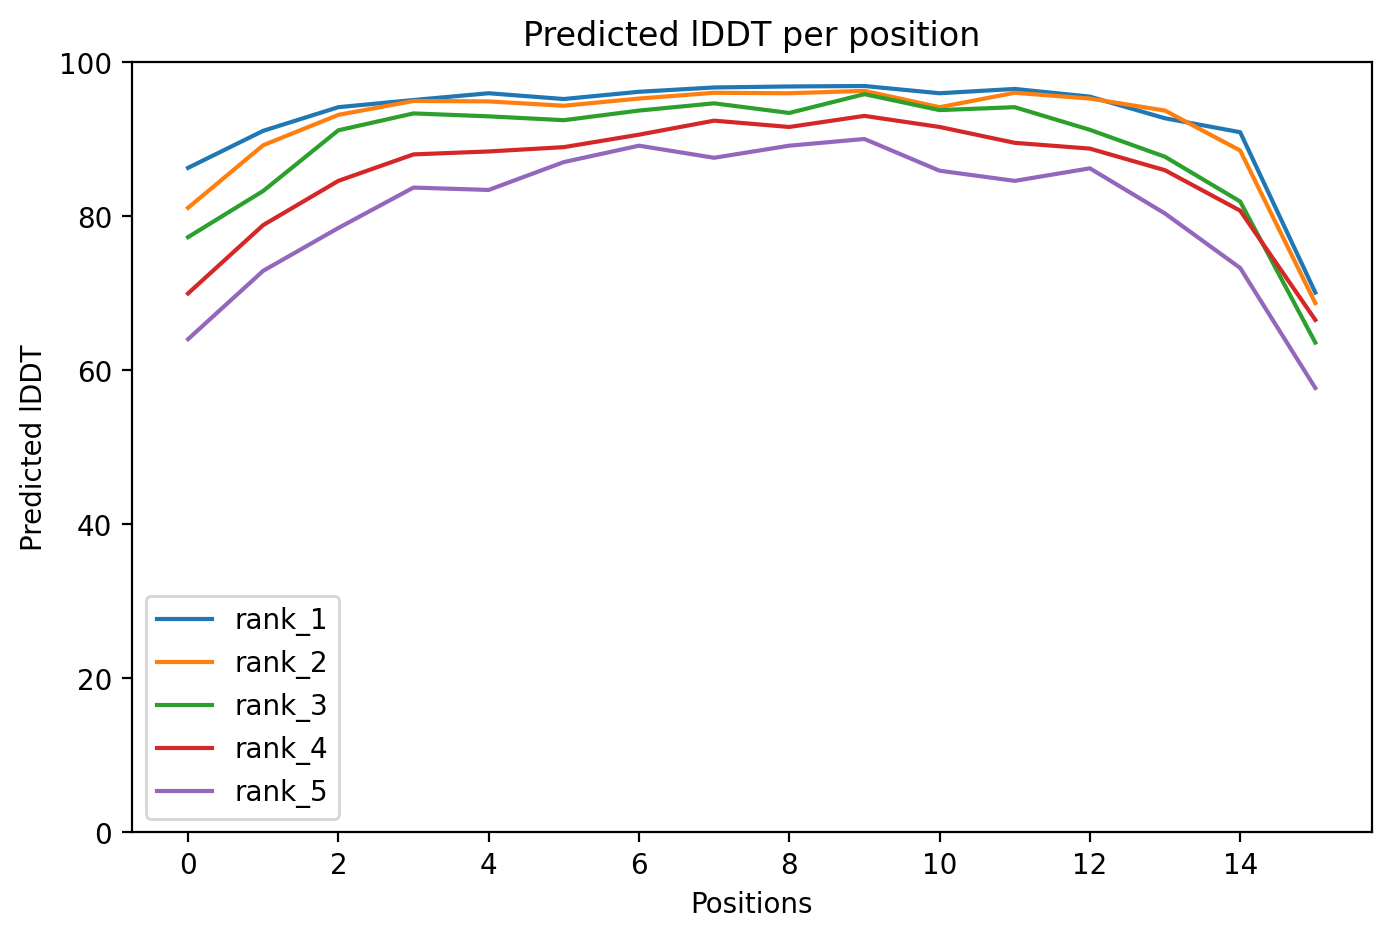 Predicted lDDT per position
Predicted lDDT
100
80
60
40
20
0
rank_1
rank_2
rank_3
rank_4
rank_5
0 2 4 6 8 10 12 14
Positions